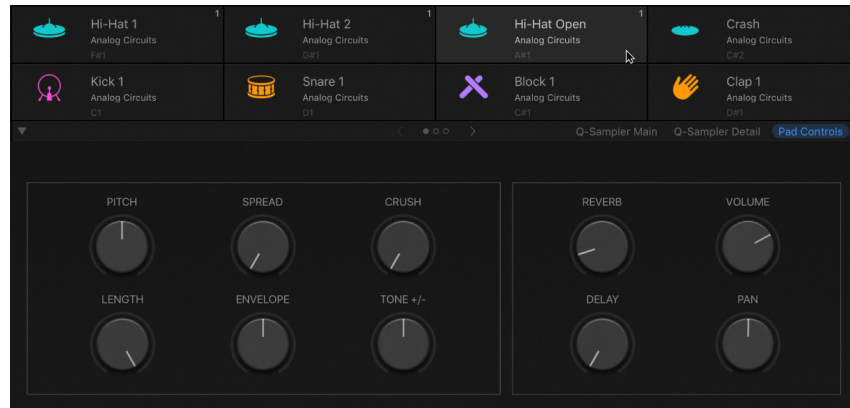 Hi-Hat 1
1
Analog Circuits
F#1
Hi-Hat 2
1
Analog Circuits
G#1
Hi-Hat Open
1
Analog Circuits
A#1
Crash
Analog Circuits
C#2
Kick 1
Analog Circuits
C1
Snare 1
Analog Circuits
D1
Block 1
Analog Circuits
C#1
Clap 1
Analog Circuits
D#1
Q-Sampler Main Q-Sampler Detail Pad Controls
PITCH SPREAD CRUSH REVERB VOLUME
LENGTH ENVELOPE TONE +/- DELAY PAN